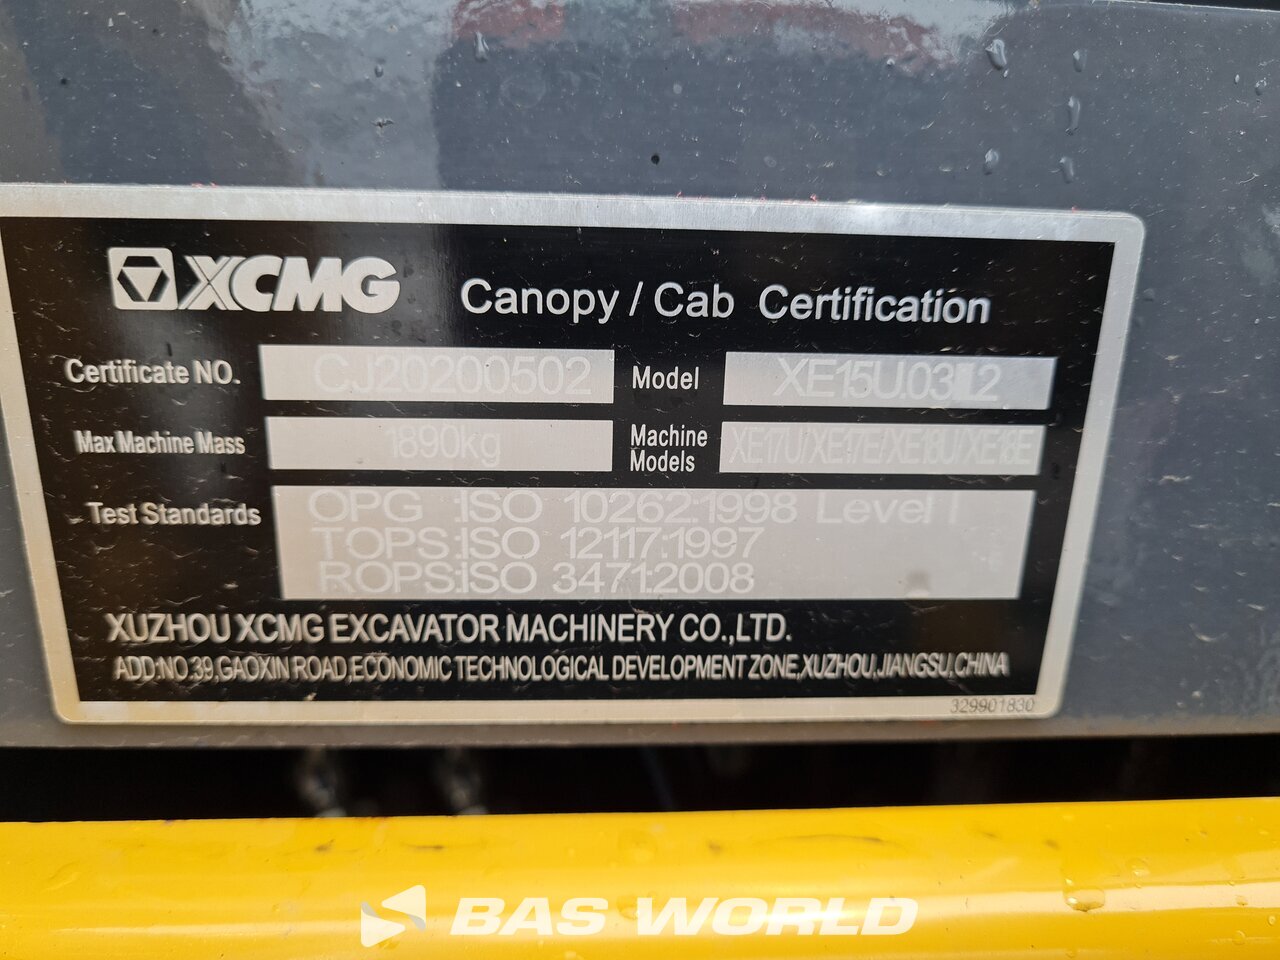 XCMG Canopy / Cab Certification
Certificate NO. CJ20200502 Model XE15U.03.12
Max Machine Mass 1890kg Machine Models XE17U/XE17E/XE18U/XE18E
Test Standards OPG :ISO 10262:1998 Level I
TOPS:ISO 12117:1997
ROPS:ISO 3471:2008
XUZHOU XCMG EXCAVATOR MACHINERY CO.,LTD.
ADD:NO.39,GAOXIN ROAD,ECONOMIC TECHNOLOGICAL DEVELOPMENT ZONE,XUZHOU,JIANGSU,CHINA
329901830
BAS WORLD